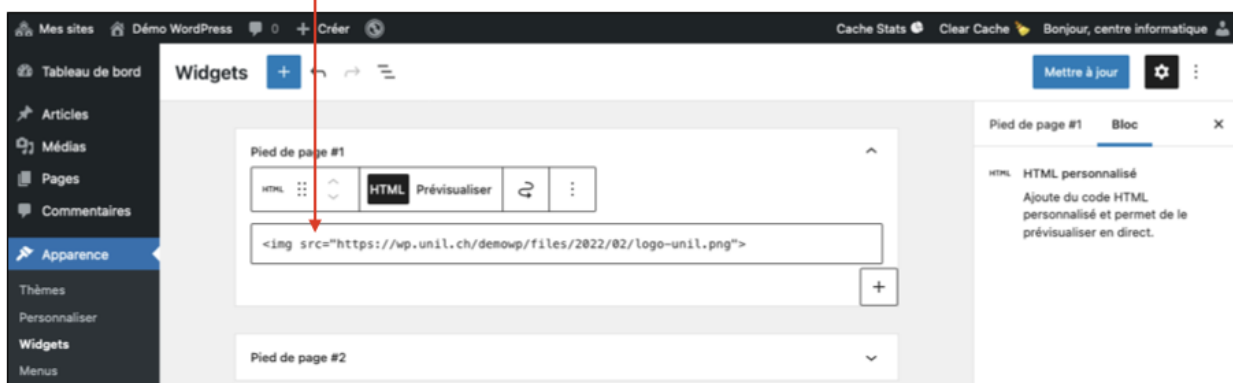 Mes sites Démo WordPress 0 + Créer Cache Stats Clear Cache Bonjour, centre informatique
Tableau de bord
Articles
Médias
Pages
Commentaires
Apparence
Thèmes
Personnaliser
Widgets
Menus
Widgets + Mettre à jour
Pied de page #1
HTML HTML Prévisualiser
<img src="https://wp.unil.ch/demowp/files/2022/02/logo-unil.png">
+
Pied de page #2
Pied de page #1 Bloc ×
HTML HTML personnalisé
Ajoute du code HTML
personnalisé et permet de le
prévisualiser en direct.